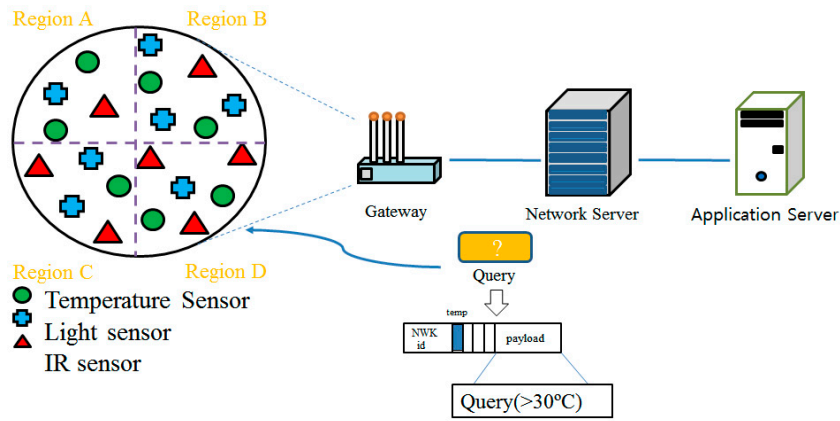 Region A
Region B
Gateway
Network Server
Application Server
?
Query
Region C
Region D
Temperature Sensor
Light sensor
IR sensor
temp
NWK
id
payload
Query(>30°C)